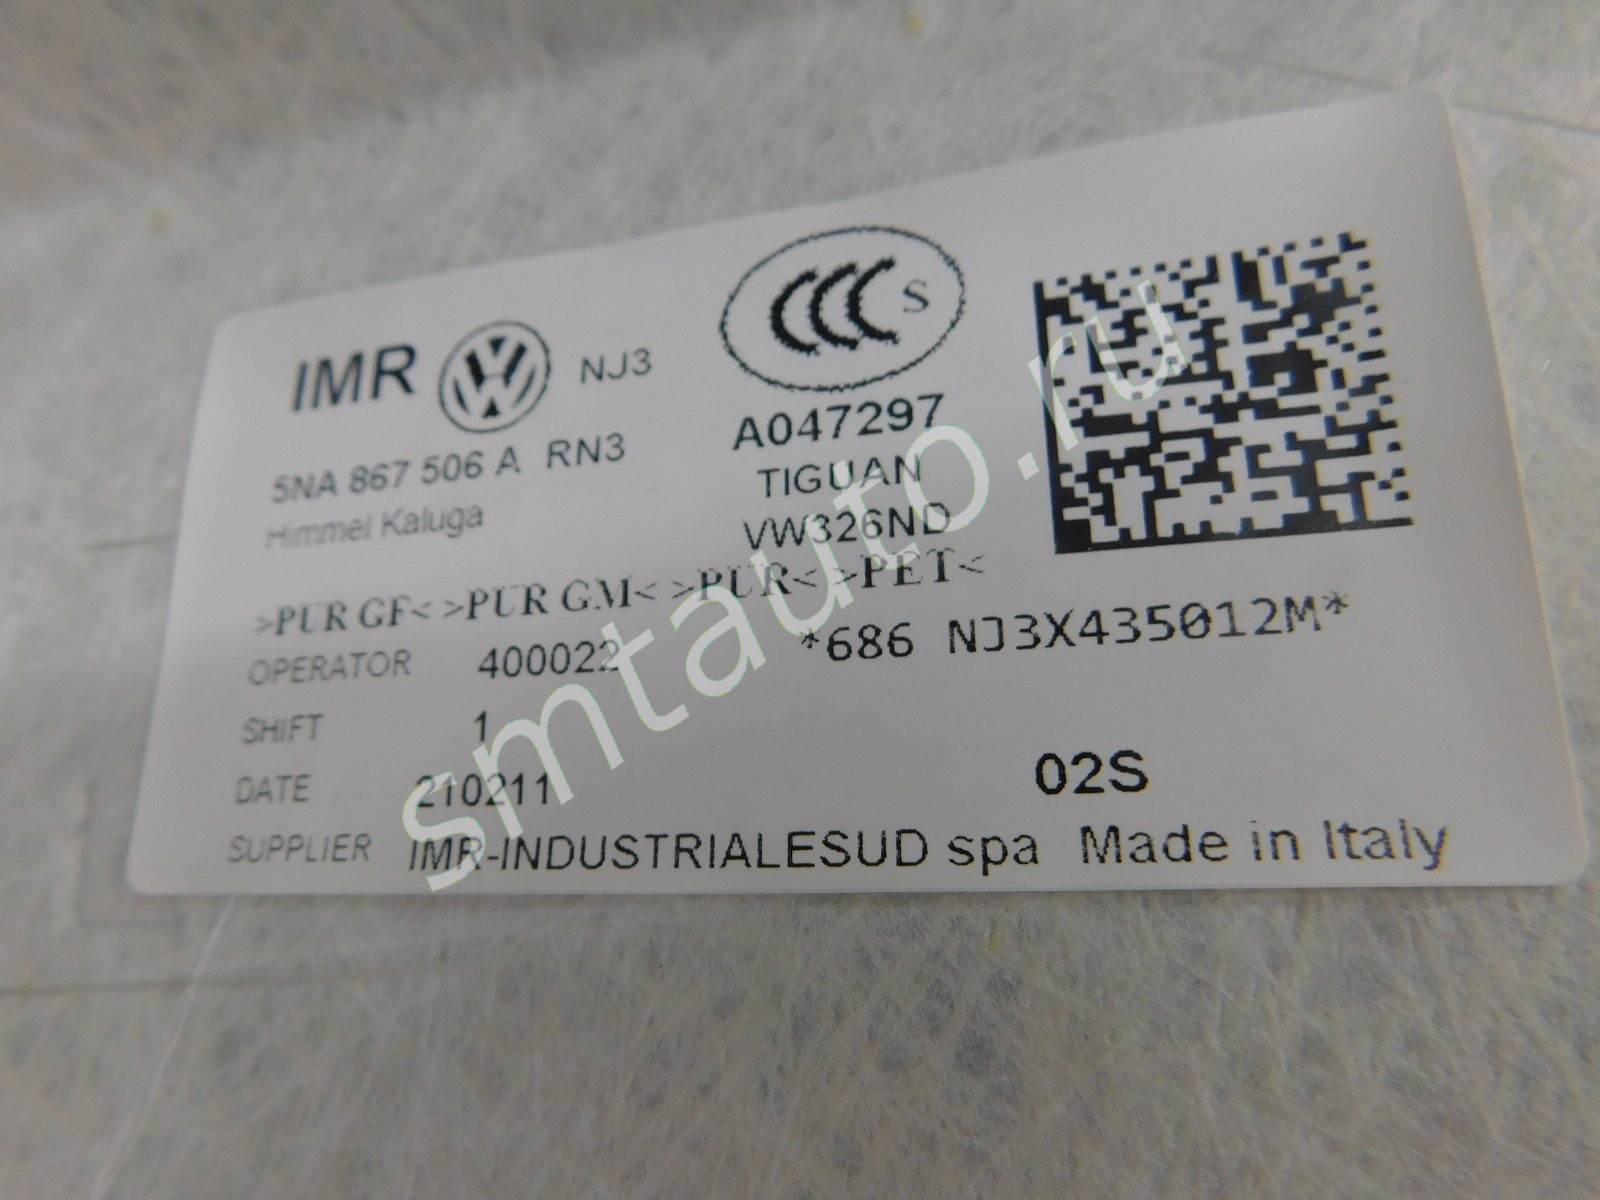 IMR NJ3
CCC S
5NA 867 506 A RN3
A047297
Himmel Kaluga
TIGUAN
VW326ND
>PUR GF< >PUR GM< >PUR< >PET<
OPERATOR 400022 *686 NJ3X435012M*
SHIFT 1
DATE 210211 02S
SUPPLIER IMR-INDUSTRIALESUD spa Made in Italy
smtauto.ru